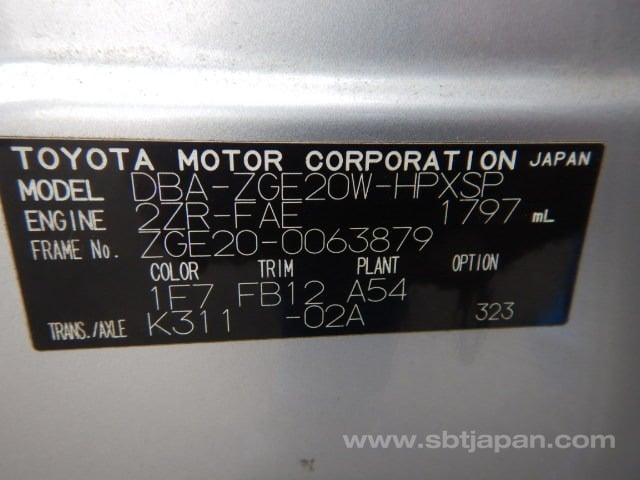 TOYOTA MOTOR CORPORATION JAPAN
MODEL DBA-ZGE20W-HPXSP
ENGINE 2ZR-FAE 1797 mL
FRAME No. ZGE20-0063879
COLOR TRIM PLANT OPTION
1E7 FB12 A54
TRANS./AXLE K311 -02A 323
www.sbtjapan.com